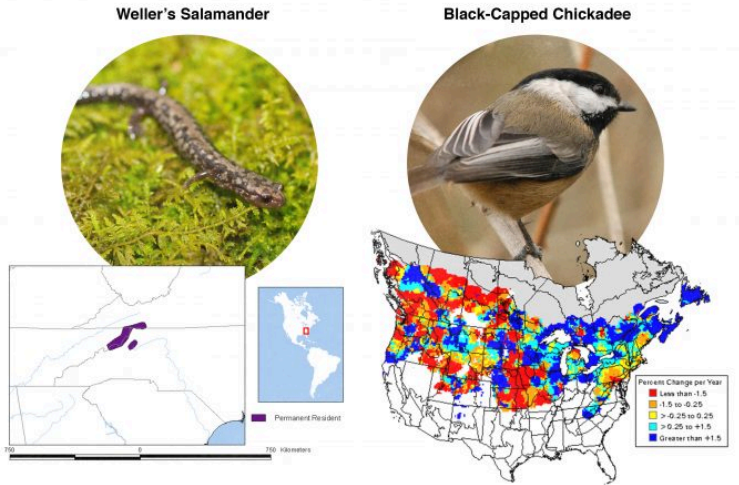 Weller's Salamander
Black-Capped Chickadee
Permanent Resident
750 0 750 Kilometers
Percent Change per Year
Less than -1.5
-1.5 to -0.25
> -0.25 to 0.25
> 0.25 to +1.5
Greater than +1.5